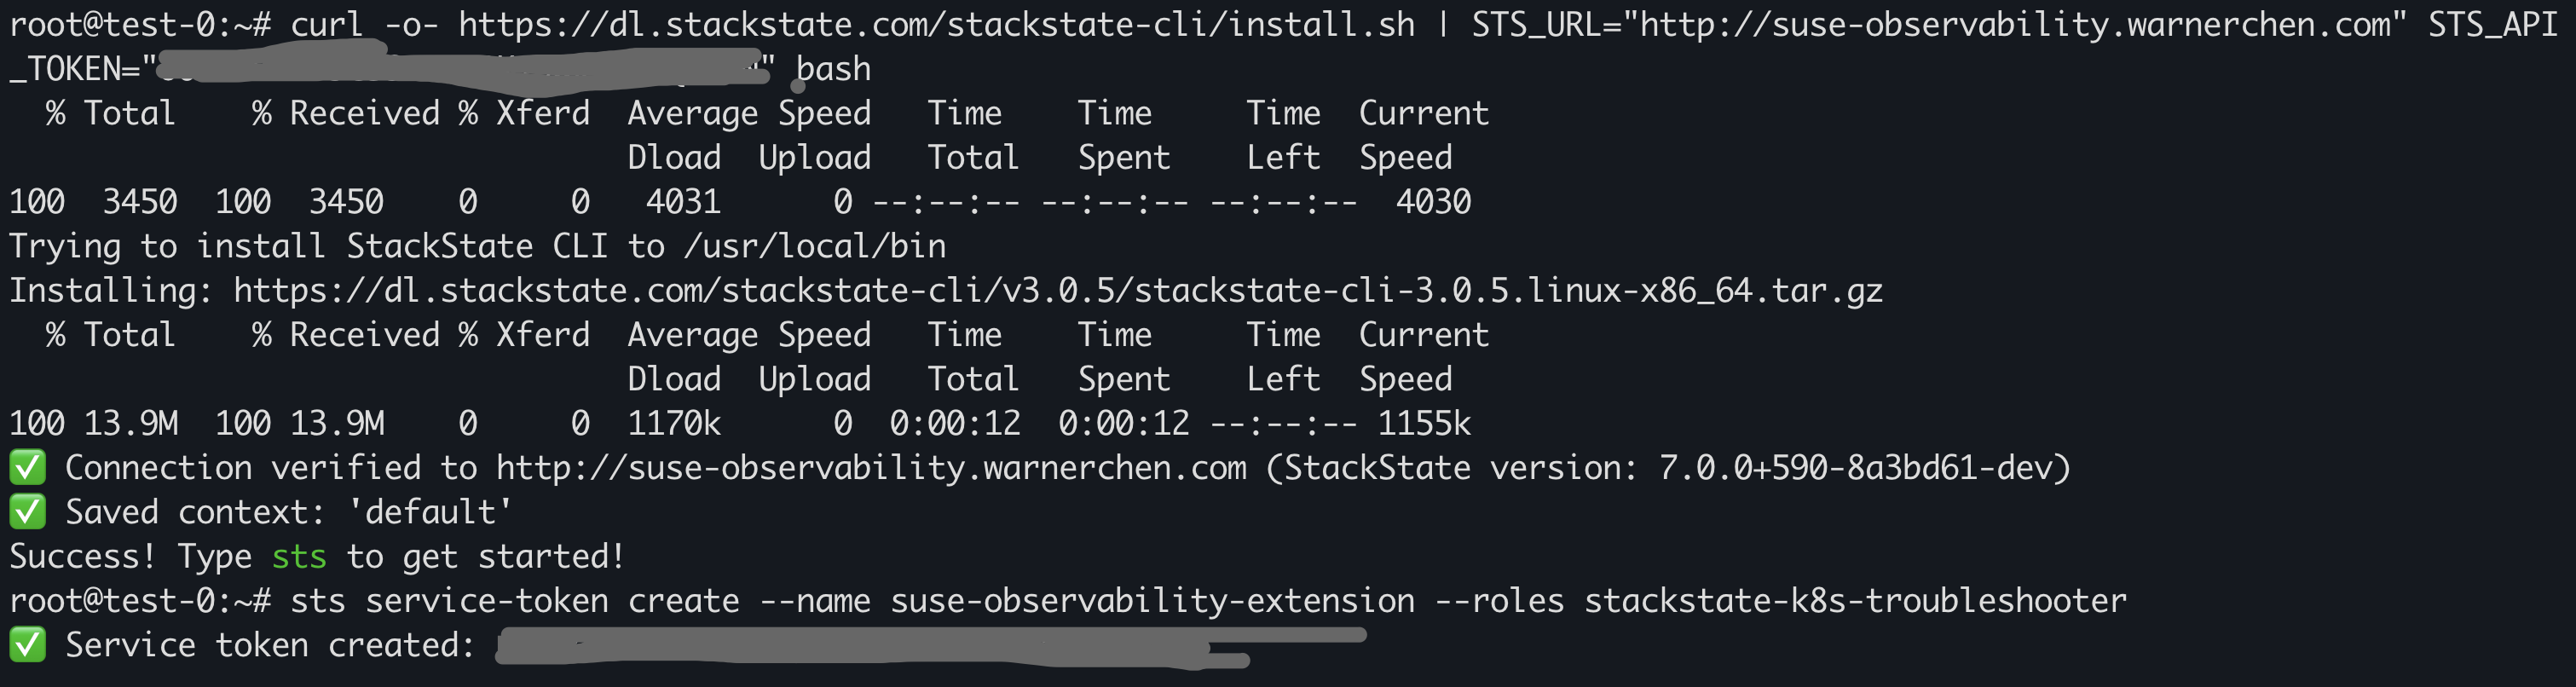 root@test-0:~# curl -o- https://dl.stackstate.com/stackstate-cli/install.sh | STS_URL="http://suse-observability.warnerchen.com" STS_API
_TOKEN=" " bash
% Total % Received % Xferd Average Speed Time Time Time Current
Dload Upload Total Spent Left Speed
100 3450 100 3450 0 0 4031 0 --:--:-- --:--:-- --:--:-- 4030
Trying to install StackState CLI to /usr/local/bin
Installing: https://dl.stackstate.com/stackstate-cli/v3.0.5/stackstate-cli-3.0.5.linux-x86_64.tar.gz
% Total % Received % Xferd Average Speed Time Time Time Current
Dload Upload Total Spent Left Speed
100 13.9M 100 13.9M 0 0 1170k 0 0:00:12 0:00:12 --:--:-- 1155k
✅ Connection verified to http://suse-observability.warnerchen.com (StackState version: 7.0.0+590-8a3bd61-dev)
✅ Saved context: 'default'
Success! Type sts to get started!
root@test-0:~# sts service-token create --name suse-observability-extension --roles stackstate-k8s-troubleshooter
✅ Service token created: